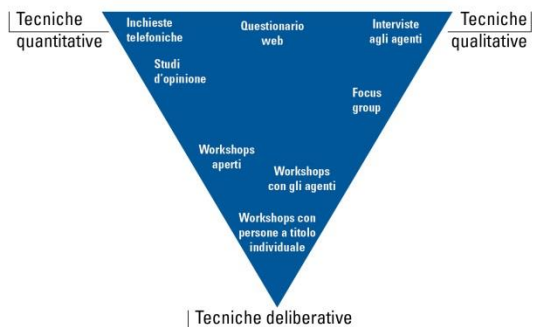 Tecniche
quantitative
Inchieste
telefoniche
Questionario
web
Interviste
agli agenti
Tecniche
qualitative
Studi
d'opinione
Focus
group
Workshops
aperti
Workshops
con gli agenti
Workshops con
persone a titolo
individuale
Tecniche deliberative